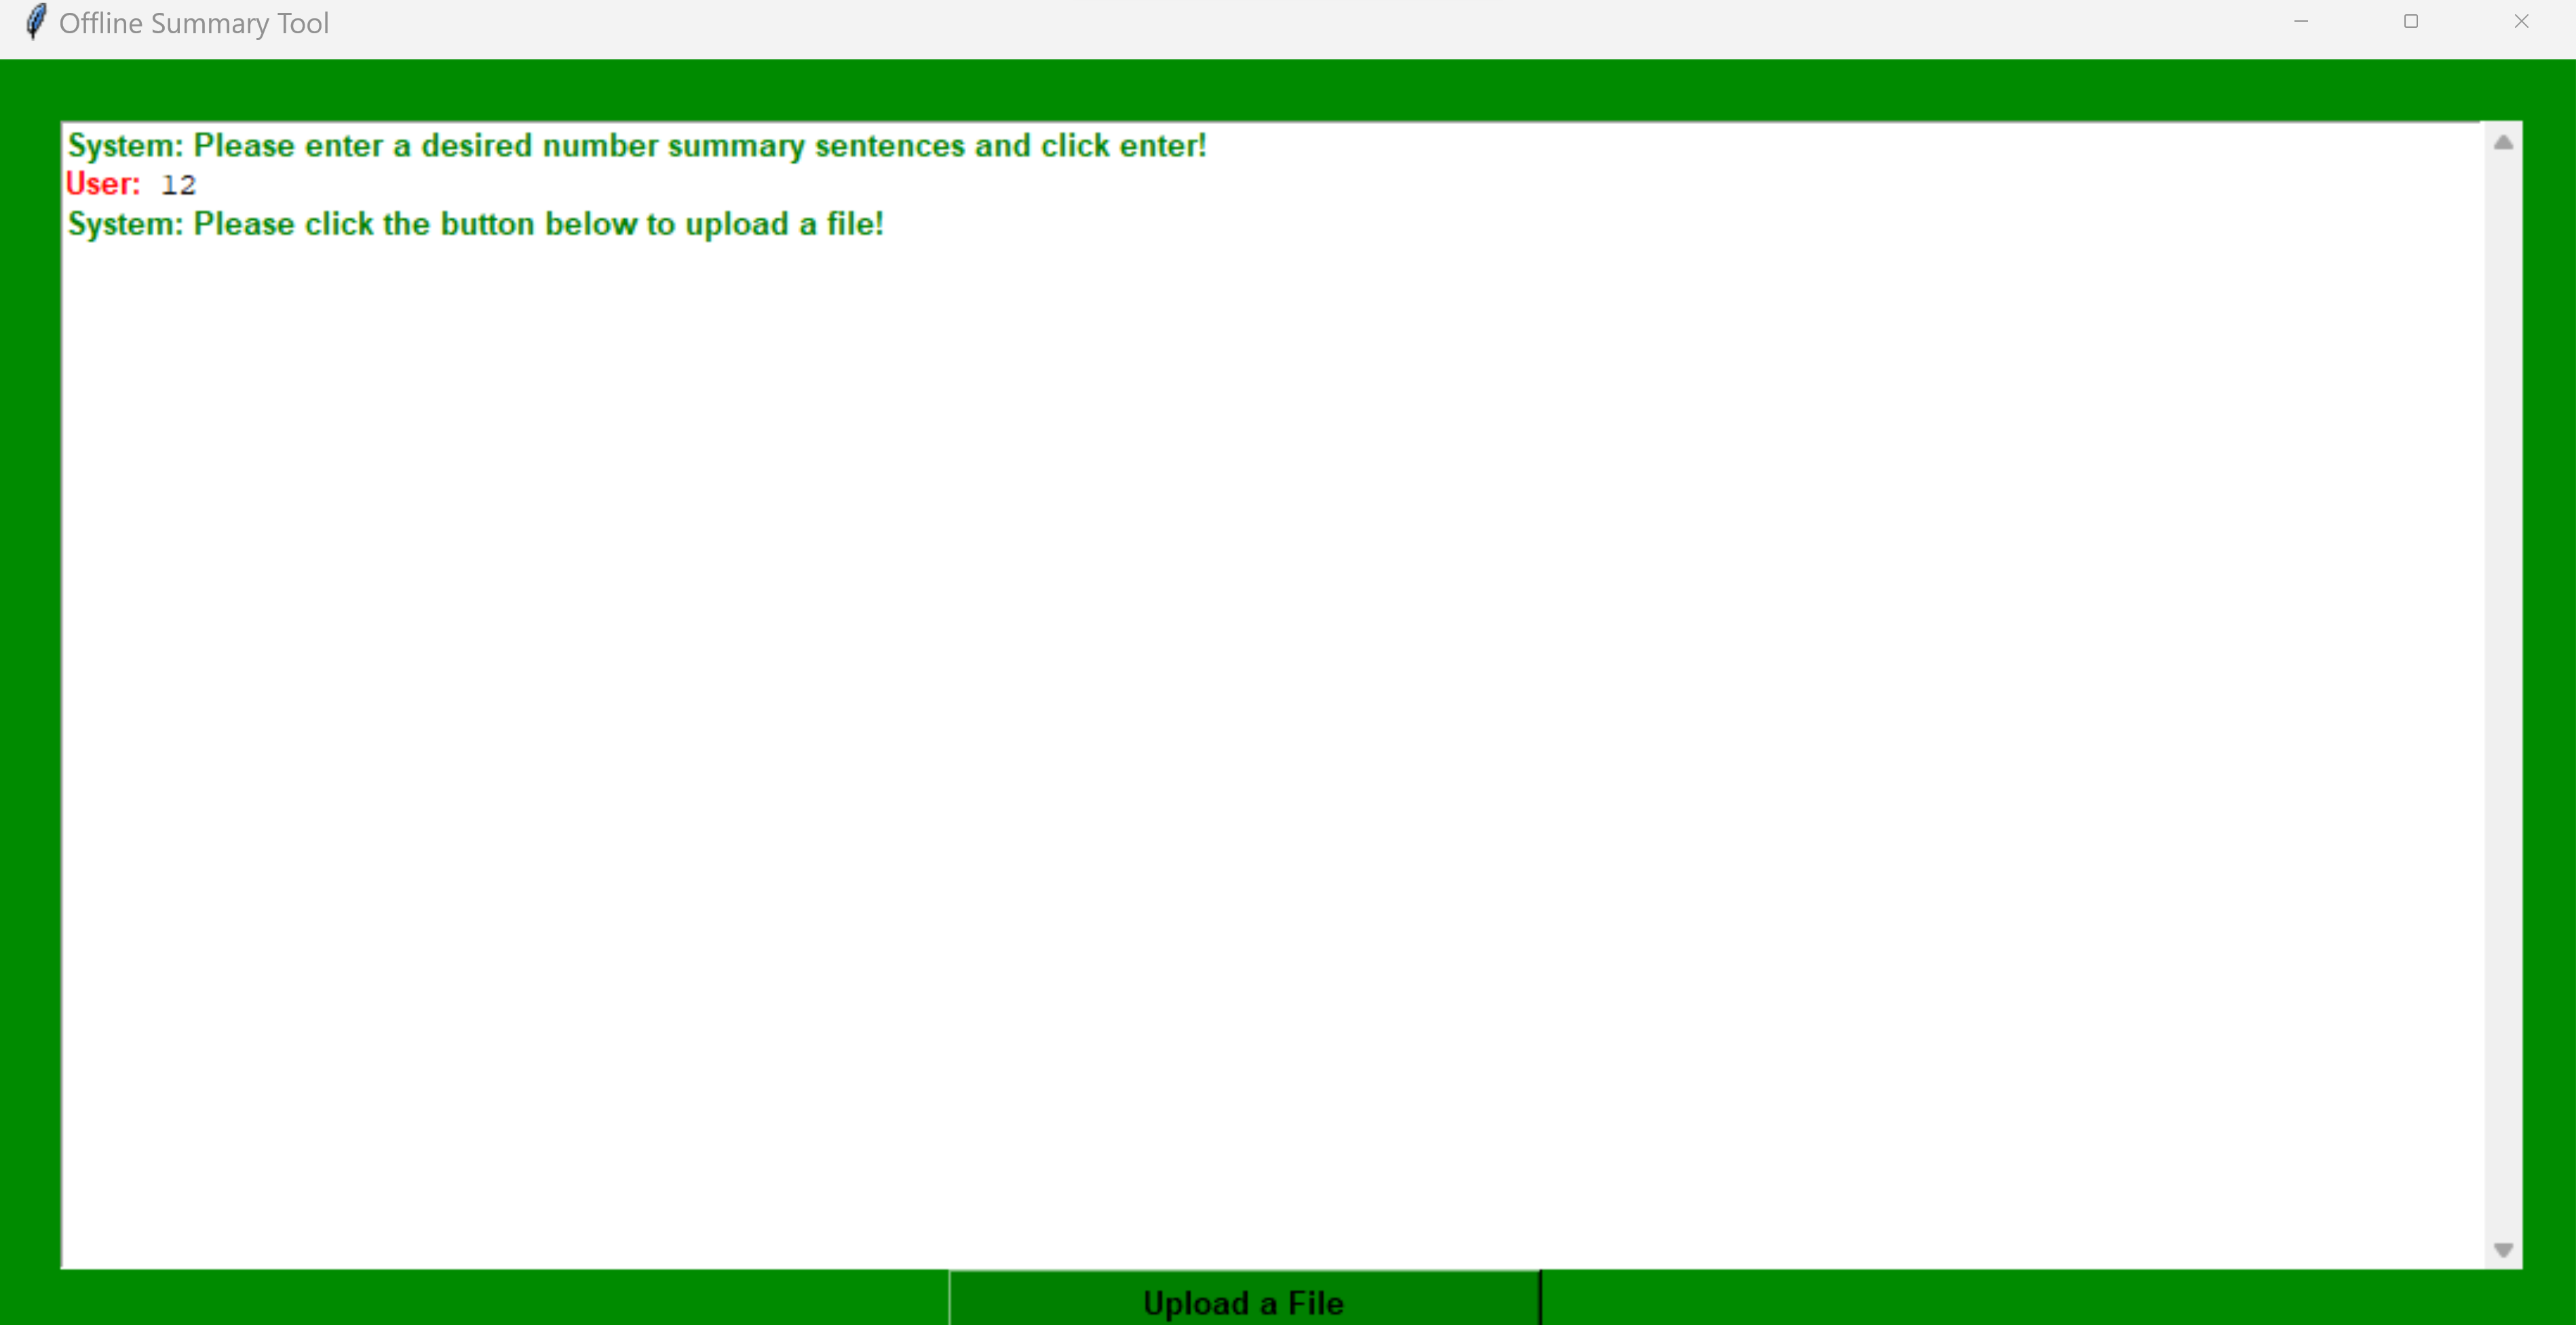 Offline Summary Tool
System: Please enter a desired number summary sentences and click enter!
User: 12
System: Please click the button below to upload a file!
Upload a File